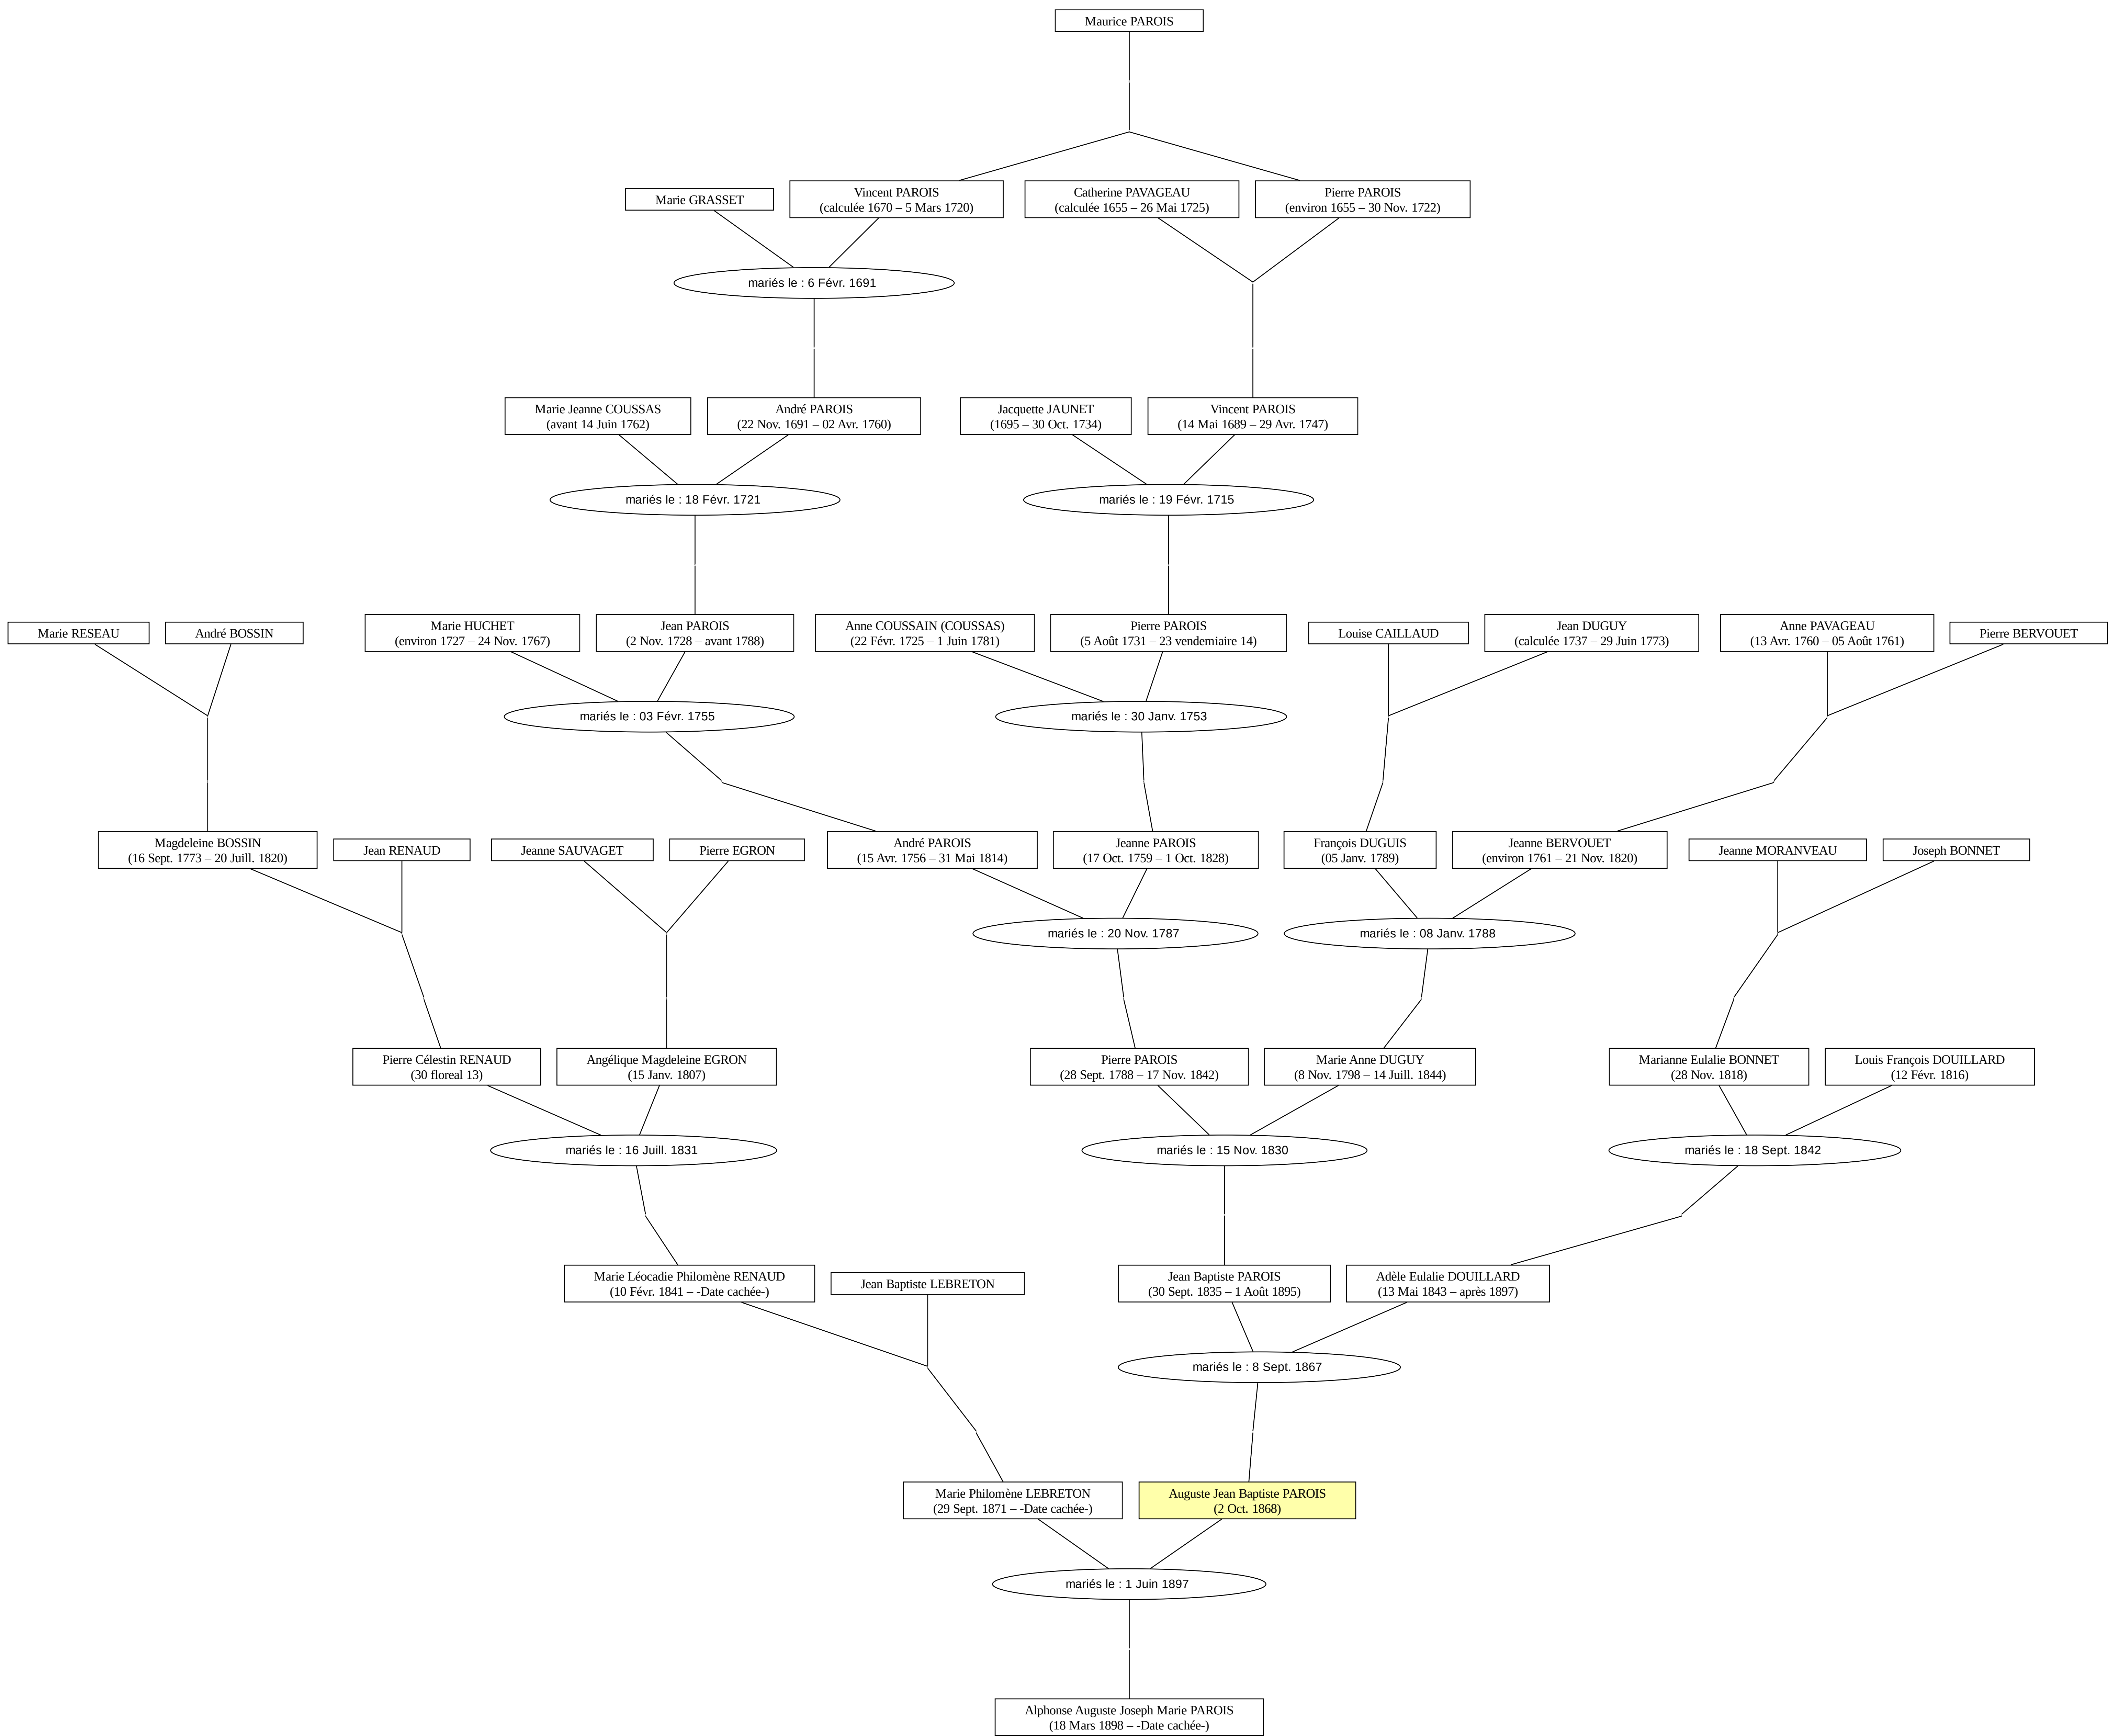 Maurice PAROIS
Marie GRASSET
Vincent PAROIS
(calculée 1670 – 5 Mars 1720)
Catherine PAVAGEAU
(calculée 1655 – 26 Mai 1725)
Pierre PAROIS
(environ 1655 – 30 Nov. 1722)
mariés le : 6 Févr. 1691
Marie Jeanne COUSSAS
(avant 14 Juin 1762)
André PAROIS
(22 Nov. 1691 – 02 Avr. 1760)
Jacquette JAUNET
(1695 – 30 Oct. 1734)
Vincent PAROIS
(14 Mai 1689 – 29 Avr. 1747)
mariés le : 18 Févr. 1721
mariés le : 19 Févr. 1715
Marie RESEAU
André BOSSIN
Marie HUCHET
(environ 1727 – 24 Nov. 1767)
Jean PAROIS
(2 Nov. 1728 – avant 1788)
Anne COUSSAIN (COUSSAS)
(22 Févr. 1725 – 1 Juin 1781)
Pierre PAROIS
(5 Août 1731 – 23 vendemiaire 14)
Louise CAILLAUD
Jean DUGUY
(calculée 1737 – 29 Juin 1773)
Anne PAVAGEAU
(13 Avr. 1760 – 05 Août 1761)
Pierre BERVOUET
mariés le : 03 Févr. 1755
mariés le : 30 Janv. 1753
Magdeleine BOSSIN
(16 Sept. 1773 – 20 Juill. 1820)
Jean RENAUD
Jeanne SAUVAGET
Pierre EGRON
André PAROIS
(15 Avr. 1756 – 31 Mai 1814)
Jeanne PAROIS
(17 Oct. 1759 – 1 Oct. 1828)
François DUGUIS
(05 Janv. 1789)
Jeanne BERVOUET
(environ 1761 – 21 Nov. 1820)
Jeanne MORANVEAU
Joseph BONNET
mariés le : 20 Nov. 1787
mariés le : 08 Janv. 1788
Pierre Célestin RENAUD
(30 floreal 13)
Angélique Magdeleine EGRON
(15 Janv. 1807)
Pierre PAROIS
(28 Sept. 1788 – 17 Nov. 1842)
Marie Anne DUGUY
(8 Nov. 1798 – 14 Juill. 1844)
Marianne Eulalie BONNET
(28 Nov. 1818)
Louis François DOUILLARD
(12 Févr. 1816)
mariés le : 16 Juill. 1831
mariés le : 15 Nov. 1830
mariés le : 18 Sept. 1842
Marie Léocadie Philomène RENAUD
(10 Févr. 1841 – -Date cachée-)
Jean Baptiste LEBRETON
Jean Baptiste PAROIS
(30 Sept. 1835 – 1 Août 1895)
Adèle Eulalie DOUILLARD
(13 Mai 1843 – après 1897)
mariés le : 8 Sept. 1867
Marie Philomène LEBRETON
(29 Sept. 1871 – -Date cachée-)
Auguste Jean Baptiste PAROIS
(2 Oct. 1868)
mariés le : 1 Juin 1897
Alphonse Auguste Joseph Marie PAROIS
(18 Mars 1898 – -Date cachée-)